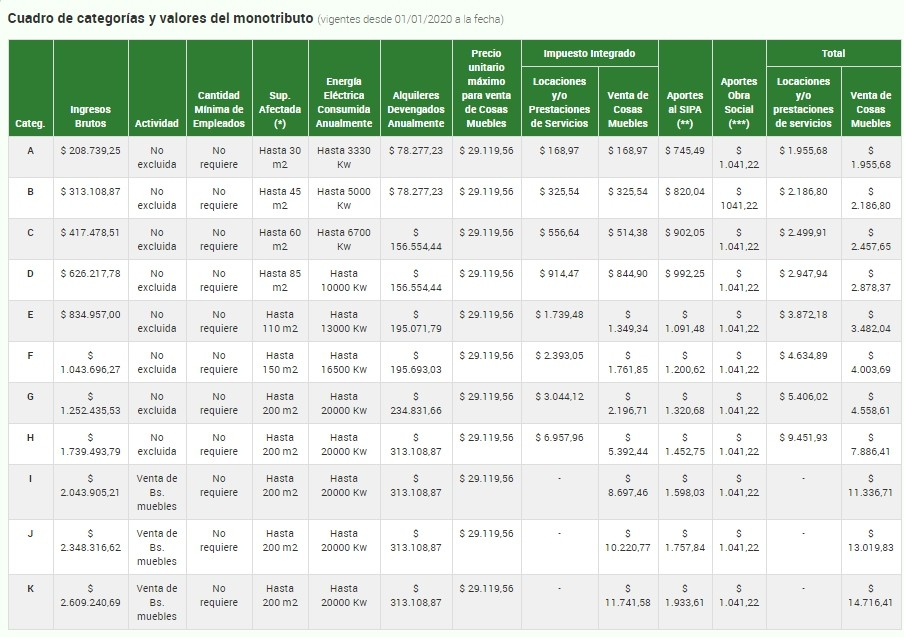 Cuadro de categorías y valores del monotributo (vigentes desde 01/01/2020 a la fecha)
Categ. Ingresos Brutos Actividad Cantidad Mínima de Empleados Sup. Afectada (*) Energía Eléctrica Consumida Anualmente Alquileres Devengados Anualmente Precio unitario máximo para venta de Cosas Muebles Impuesto Integrado Locaciones y/o Prestaciones de Servicios Venta de Cosas Muebles Aportes al SIPA (**) Aportes Obra Social (***) Total Locaciones y/o prestaciones de servicios Venta de Cosas Muebles
A $ 208.739,25 No excluida No requiere Hasta 30 m2 Hasta 3330 Kw $ 78.277,23 $ 29.119,56 $ 168,97 $ 168,97 $ 745,49 $ 1.041,22 $ 1.955,68 $ 1.955,68
B $ 313.108,87 No excluida No requiere Hasta 45 m2 Hasta 5000 Kw $ 78.277,23 $ 29.119,56 $ 325,54 $ 325,54 $ 820,04 $ 1041,22 $ 2.186,80 $ 2.186,80
C $ 417.478,51 No excluida No requiere Hasta 60 m2 Hasta 6700 Kw $ 156.554,44 $ 29.119,56 $ 556,64 $ 514,38 $ 902,05 $ 1.041,22 $ 2.499,91 $ 2.457,65
D $ 626.217,78 No excluida No requiere Hasta 85 m2 Hasta 10000 Kw $ 156.554,44 $ 29.119,56 $ 914,47 $ 844,90 $ 992,25 $ 1.041,22 $ 2.947,94 $ 2.878,37
E $ 834.957,00 No excluida No requiere Hasta 110 m2 Hasta 13000 Kw $ 195.071,79 $ 29.119,56 $ 1.739,48 $ 1.349,34 $ 1.091,48 $ 1.041,22 $ 3.872,18 $ 3.482,04
F $ 1.043.696,27 No excluida No requiere Hasta 150 m2 Hasta 16500 Kw $ 195.693,03 $ 29.119,56 $ 2.393,05 $ 1.761,85 $ 1.200,62 $ 1.041,22 $ 4.634,89 $ 4.003,69
G $ 1.252.435,53 No excluida No requiere Hasta 200 m2 Hasta 20000 Kw $ 234.831,66 $ 29.119,56 $ 3.044,12 $ 2.196,71 $ 1.320,68 $ 1.041,22 $ 5.406,02 $ 4.558,61
H $ 1.739.493,79 No excluida No requiere Hasta 200 m2 Hasta 20000 Kw $ 313.108,87 $ 29.119,56 $ 6.957,96 $ 5.392,44 $ 1.452,75 $ 1.041,22 $ 9.451,93 $ 7.886,41
I $ 2.043.905,21 Venta de Bs. muebles No requiere Hasta 200 m2 Hasta 20000 Kw $ 313.108,87 $ 29.119,56 - $ 8.697,46 $ 1.598,03 $ 1.041,22 - $ 11.336,71
J $ 2.348.316,62 Venta de Bs. muebles No requiere Hasta 200 m2 Hasta 20000 Kw $ 313.108,87 $ 29.119,56 - $ 10.220,77 $ 1.757,84 $ 1.041,22 - $ 13.019,83
K $ 2.609.240,69 Venta de Bs. muebles No requiere Hasta 200 m2 Hasta 20000 Kw $ 313.108,87 $ 29.119,56 - $ 11.741,58 $ 1.933,61 $ 1.041,22 - $ 14.716,41